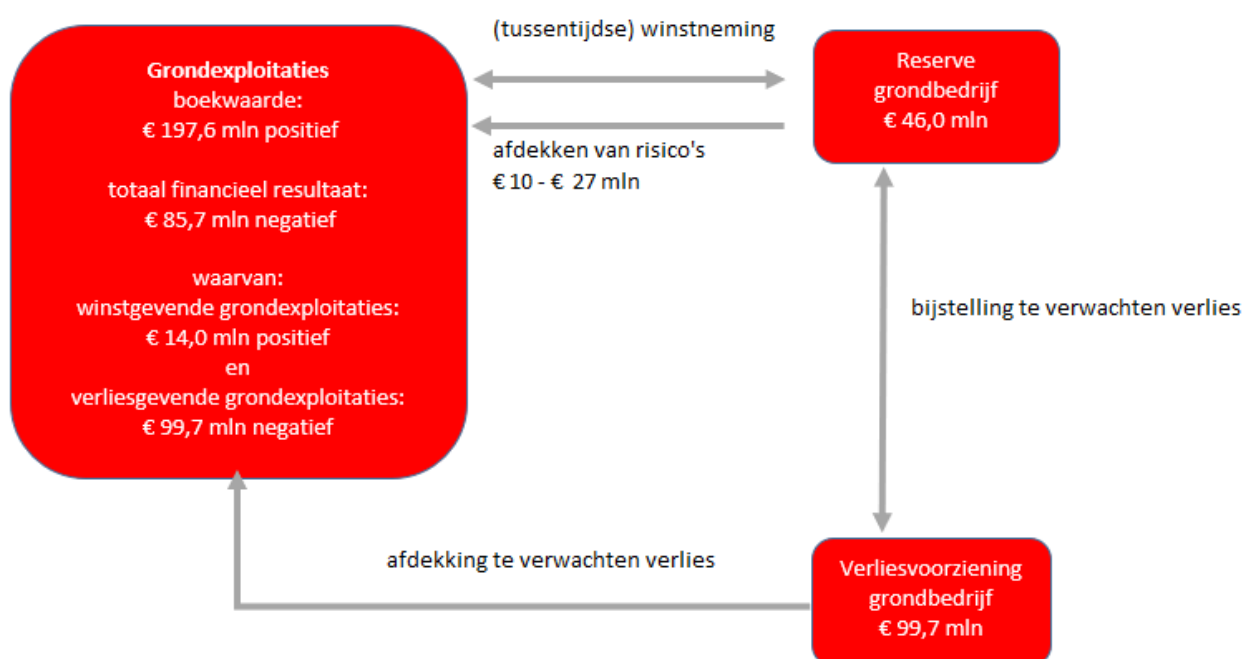 Grondexploitaties
boekwaarde:
€ 197,6 mln positief
totaal financieel resultaat:
€ 85,7 mln negatief
waarvan:
winstgevende grondexploitaties:
€ 14,0 mln positief
en
verliesgevende grondexploitaties:
€ 99,7 mln negatief
(tussentijdse) winstneming
afdekken van risico's
€ 10 - € 27 mln
Reserve
grondbedrijf
€ 46,0 mln
bijstelling te verwachten verlies
afdekking te verwachten verlies
Verliesvoorziening
grondbedrijf
€ 99,7 mln